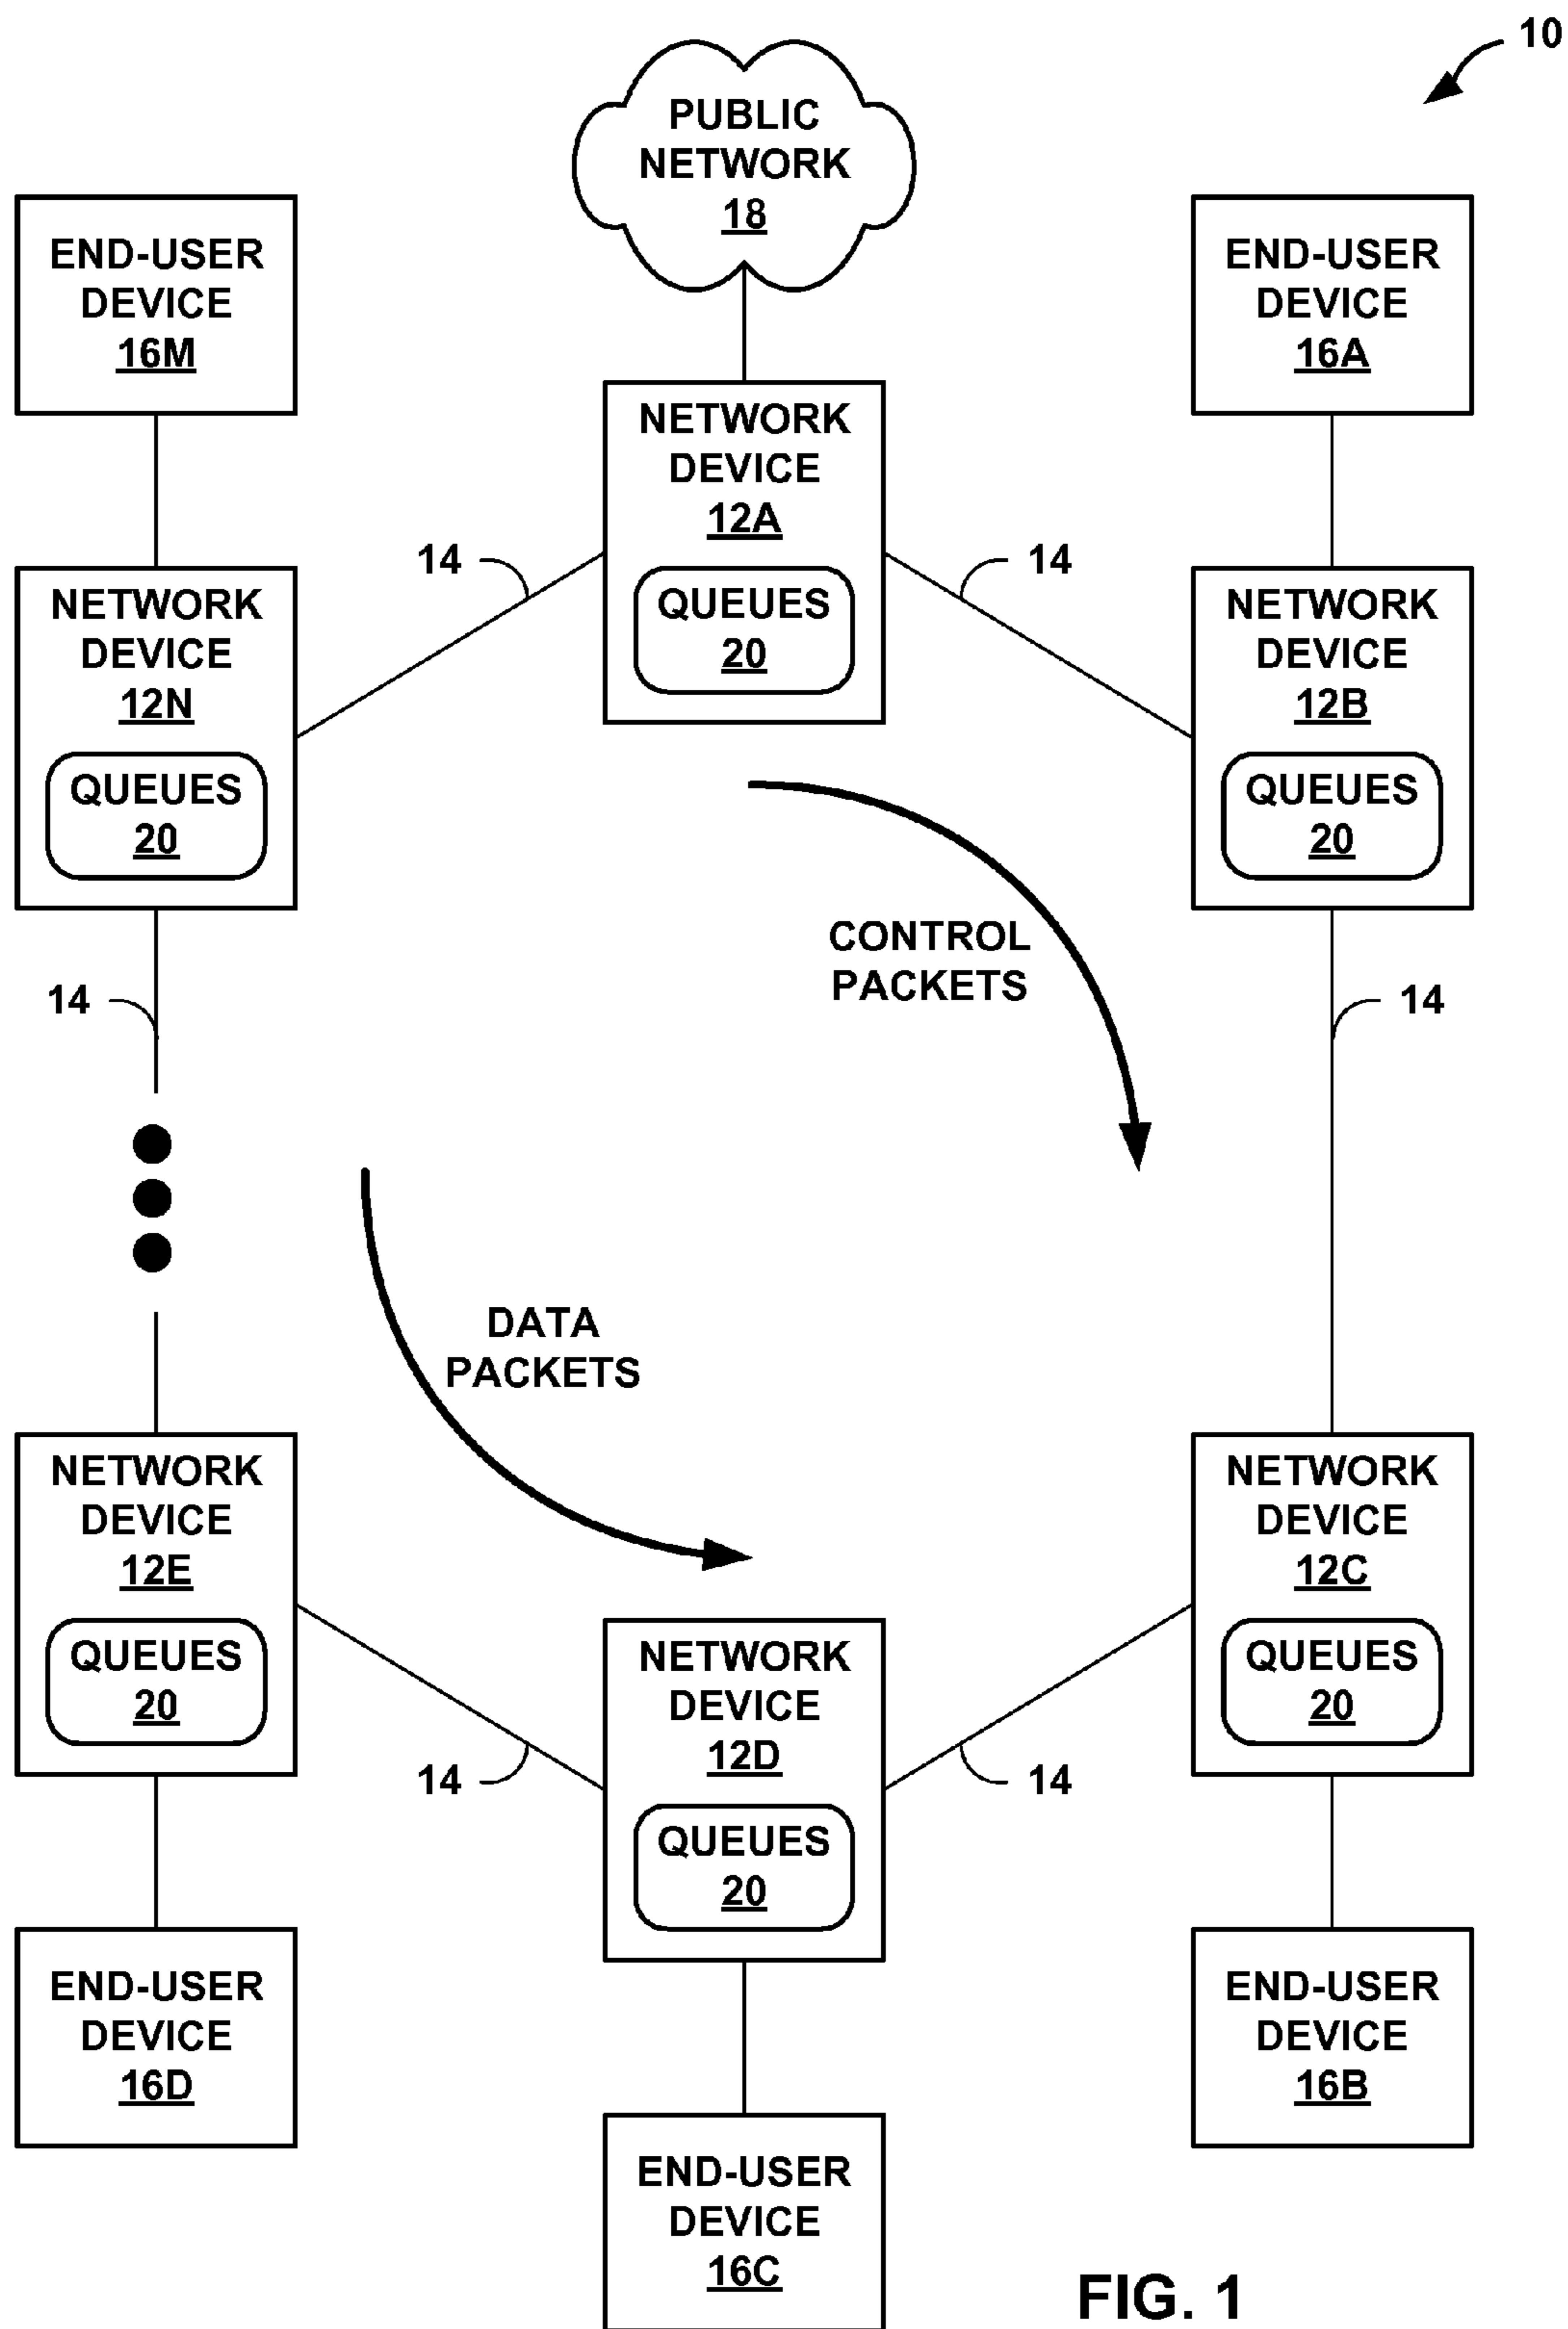 10
PUBLIC
NETWORK
18
END-USER
DEVICE
16M
END-USER
DEVICE
16A
NETWORK
DEVICE
12A
QUEUES
20
14
14
NETWORK
DEVICE
12N
QUEUES
20
NETWORK
DEVICE
12B
QUEUES
20
CONTROL
PACKETS
14
14
DATA
PACKETS
NETWORK
DEVICE
12E
QUEUES
20
NETWORK
DEVICE
12C
QUEUES
20
NETWORK
DEVICE
12D
QUEUES
20
14
14
END-USER
DEVICE
16D
END-USER
DEVICE
16B
END-USER
DEVICE
16C
FIG. 1